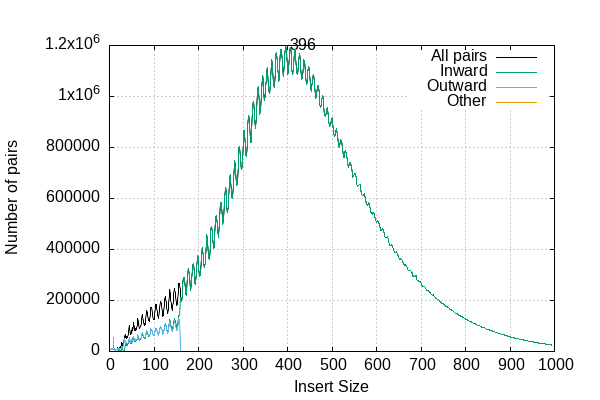 1.2x10^6
1x10^6
800000
600000
400000
200000
0
Number of pairs
396
All pairs
Inward
Outward
Other
0 100 200 300 400 500 600 700 800 900 1000
Insert Size